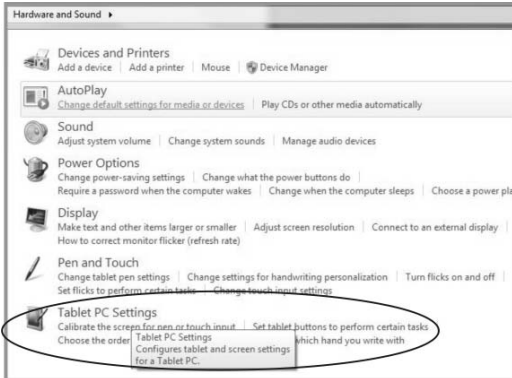 Hardware and Sound
Devices and Printers
Add a device Add a printer Mouse Device Manager
AutoPlay
Change default settings for media or devices Play CDs or other media automatically
Sound
Adjust system volume Change system sounds Manage audio devices
Power Options
Change power-saving settings Change what the power buttons do
Require a password when the computer wakes Change when the computer sleeps Choose a power pla
Display
Make text and other items larger or smaller Adjust screen resolution Connect to an external display
How to correct monitor flicker (refresh rate)
Pen and Touch
Change tablet pen settings Change settings for handwriting personalization Turn flicks on and off
Set flicks to perform certain tasks Change touch input settings
Tablet PC Settings
Calibrate the screen for pen or touch input Set tablet buttons to perform certain tasks
Choose the order which hand you write with
Tablet PC Settings
Configures tablet and screen settings
for a Tablet PC.